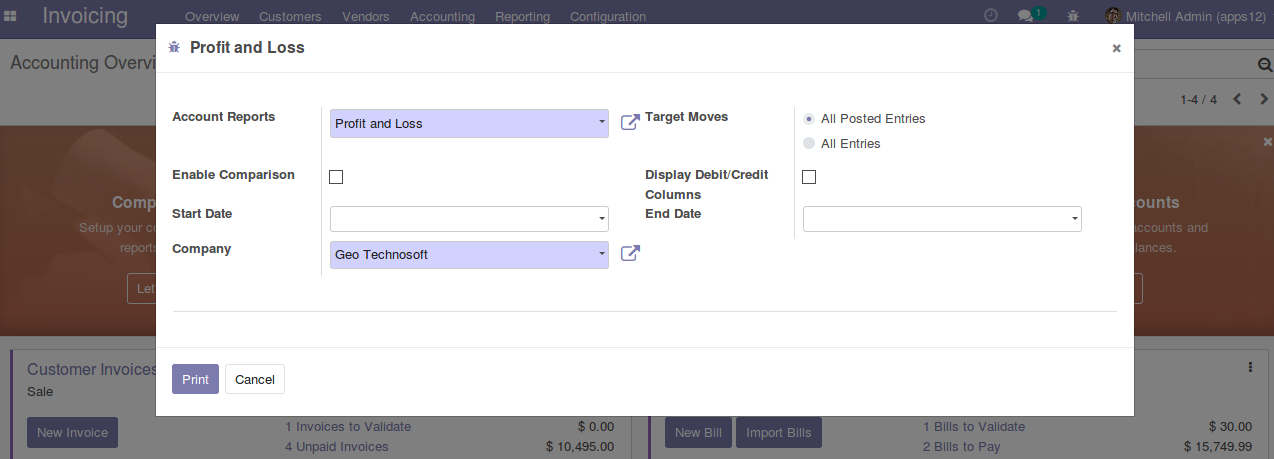 Invoicing Overview Customers Vendors Accounting Reporting Configuration 1 Mitchell Admin (apps12)
Profit and Loss ×
Accounting Overvi
1-4 / 4
Account Reports Profit and Loss Target Moves All Posted Entries
All Entries
Enable Comparison Display Debit/Credit
Columns
Start Date End Date
Company Geo Technosoft
Comp
Setup your co
reports
Let
ounts
accounts and
lances.
Print Cancel
Customer Invoices
Sale
New Invoice 1 Invoices to Validate $ 0.00
4 Unpaid Invoices $ 10,495.00
New Bill Import Bills 1 Bills to Validate $ 30.00
2 Bills to Pay $ 15,749.99